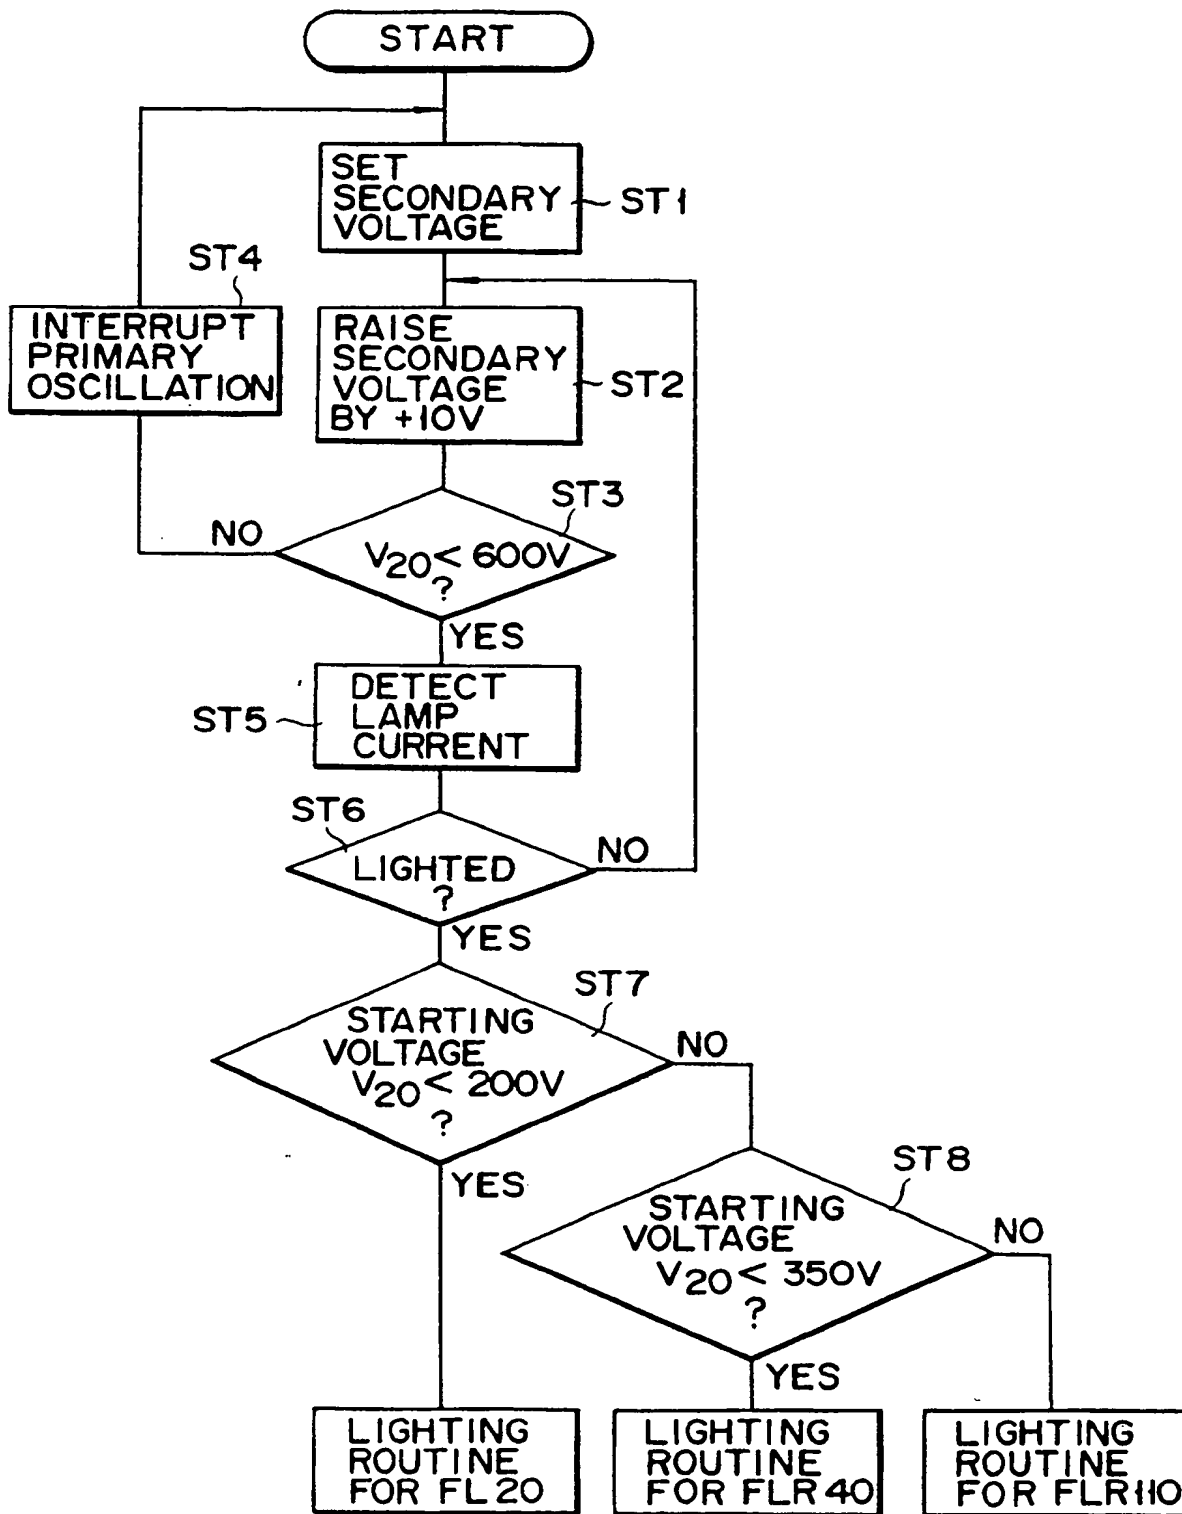 START
SET
SECONDARY
VOLTAGE
ST1
ST4
INTERRUPT
PRIMARY
OSCILLATION
RAISE
SECONDARY
VOLTAGE
BY +10V
ST2
ST3
NO
V20 < 600V
?
YES
DETECT
LAMP
CURRENT
ST5
ST6
LIGHTED
?
NO
YES
ST7
STARTING
VOLTAGE
V20 < 200V
?
NO
YES
ST8
STARTING
VOLTAGE
V20 < 350V
?
NO
YES
LIGHTING
ROUTINE
FOR FL20
LIGHTING
ROUTINE
FOR FLR40
LIGHTING
ROUTINE
FOR FLR110